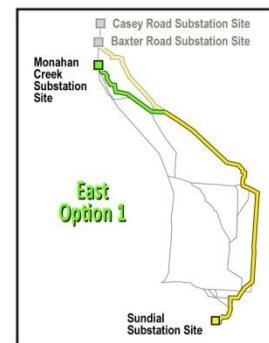 Casey Road Substation Site
Baxter Road Substation Site
Monahan
Creek
Substation
Site
East
Option 1
Sundial
Substation Site